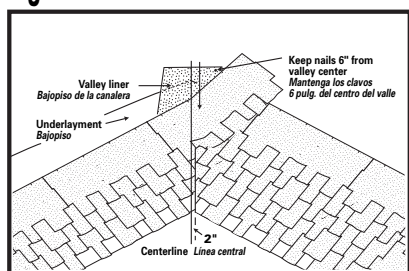 Valley liner
Bajopiso de la canalera
Underlayment
Bajopiso
Keep nails 6" from
valley center
Mantenga los clavos
6 pulg. del centro del valle
2"
Centerline Línea central